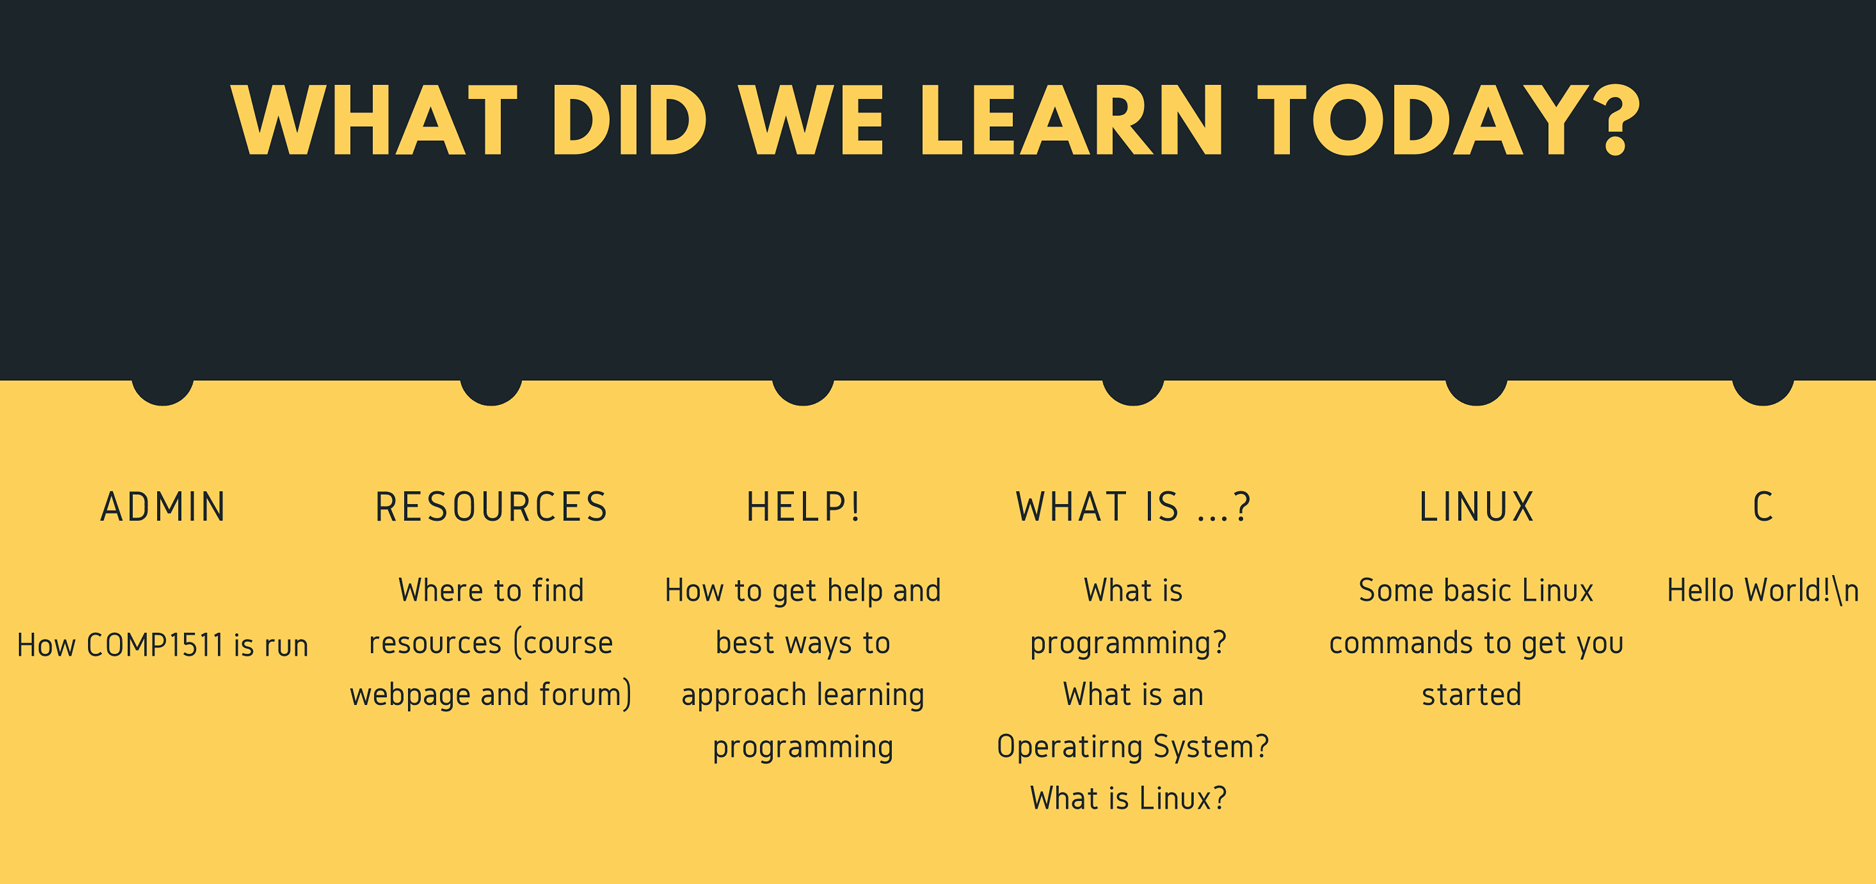 WHAT DID WE LEARN TODAY?
ADMIN
How COMP1511 is run
RESOURCES
Where to find
resources (course
webpage and forum)
HELP!
How to get help and
best ways to
approach learning
programming
WHAT IS ...?
What is
programming?
What is an
Operatirng System?
What is Linux?
LINUX
Some basic Linux
commands to get you
started
C
Hello World!\n